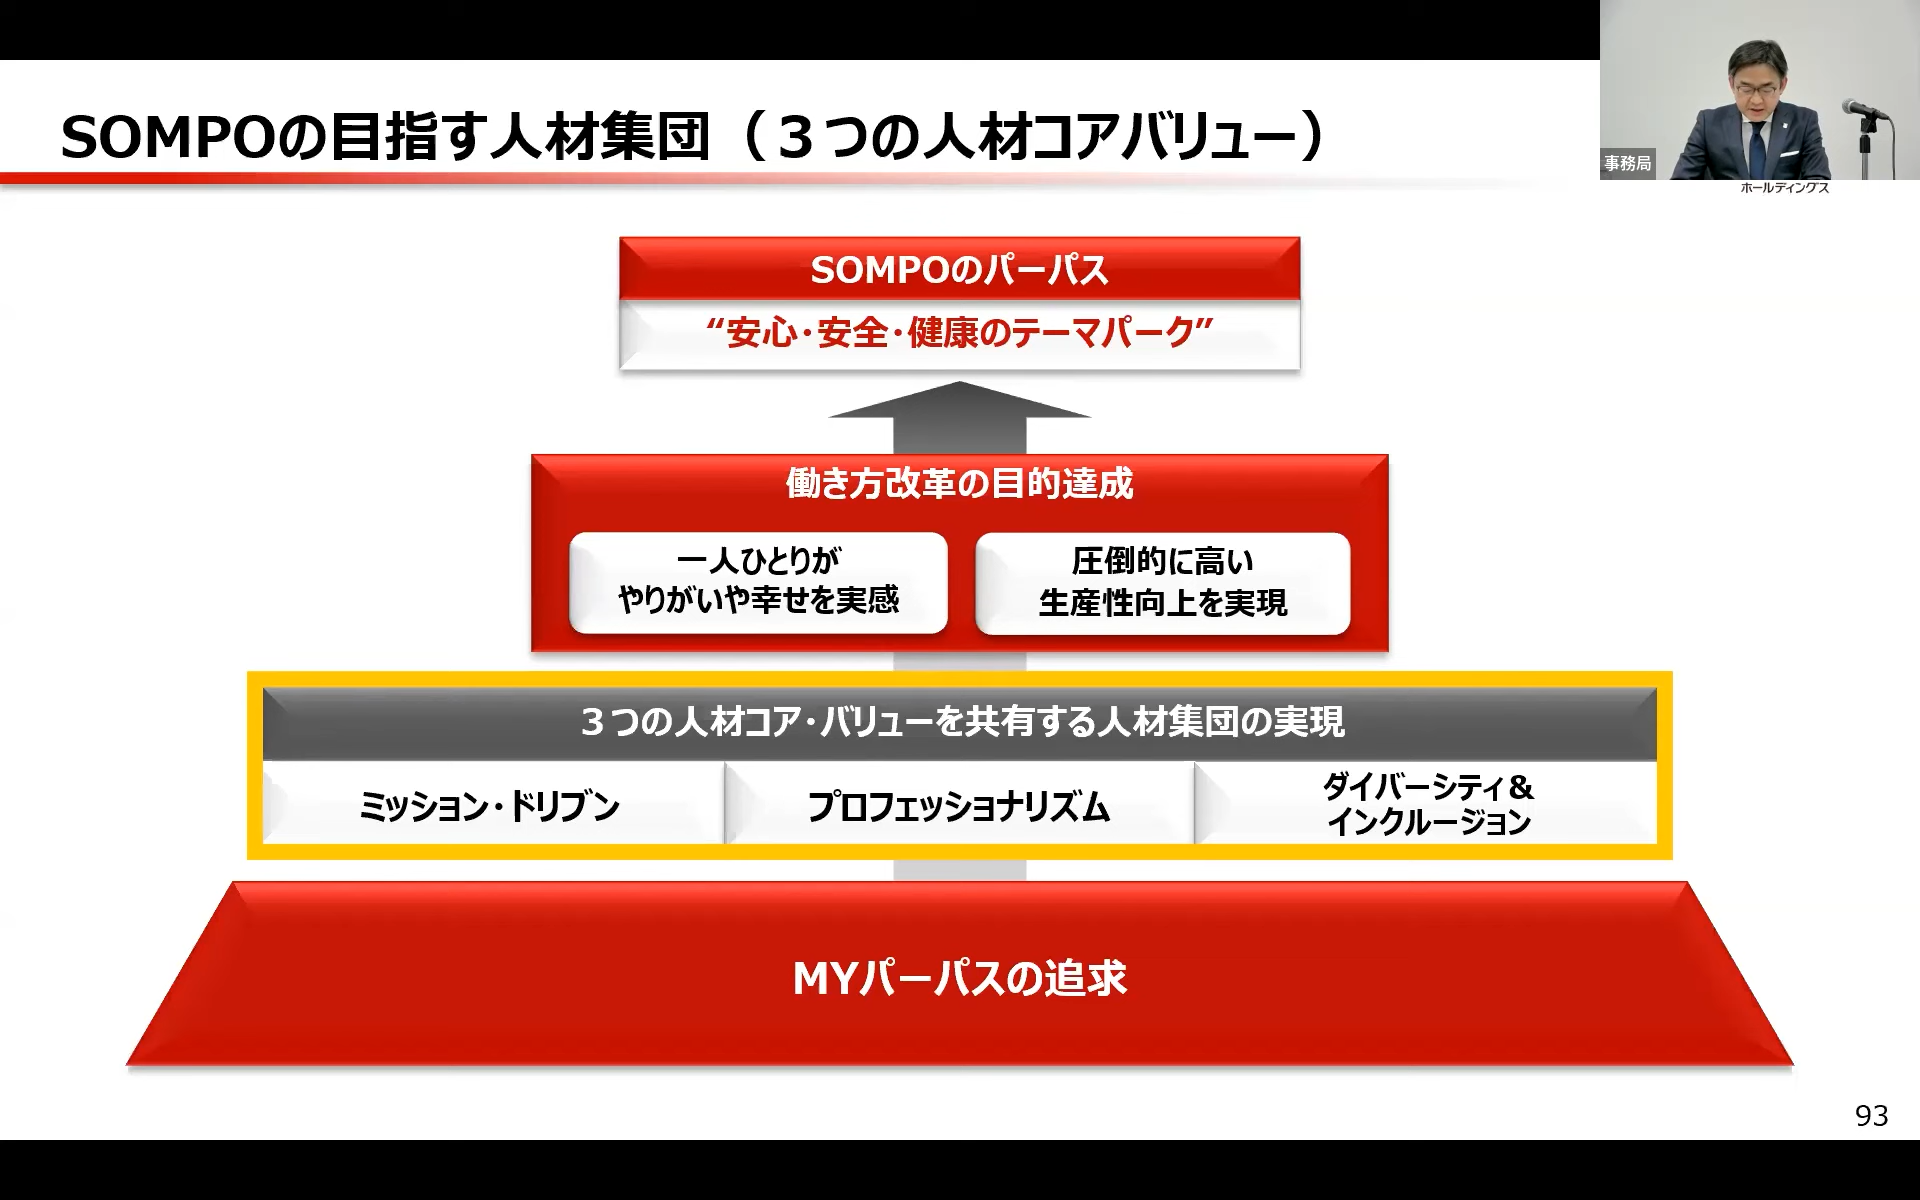 SOMPOの目指す人材集団（３つの人材コアバリュー）
事務局
ホールディングス
SOMPOのパーパス
“安心・安全・健康のテーマパーク”
働き方改革の目的達成
一人ひとりが
やりがいや幸せを実感
圧倒的に高い
生産性向上を実現
３つの人材コア・バリューを共有する人材集団の実現
ミッション・ドリブン
プロフェッショナリズム
ダイバーシティ＆
インクルージョン
MYパーパスの追求
93